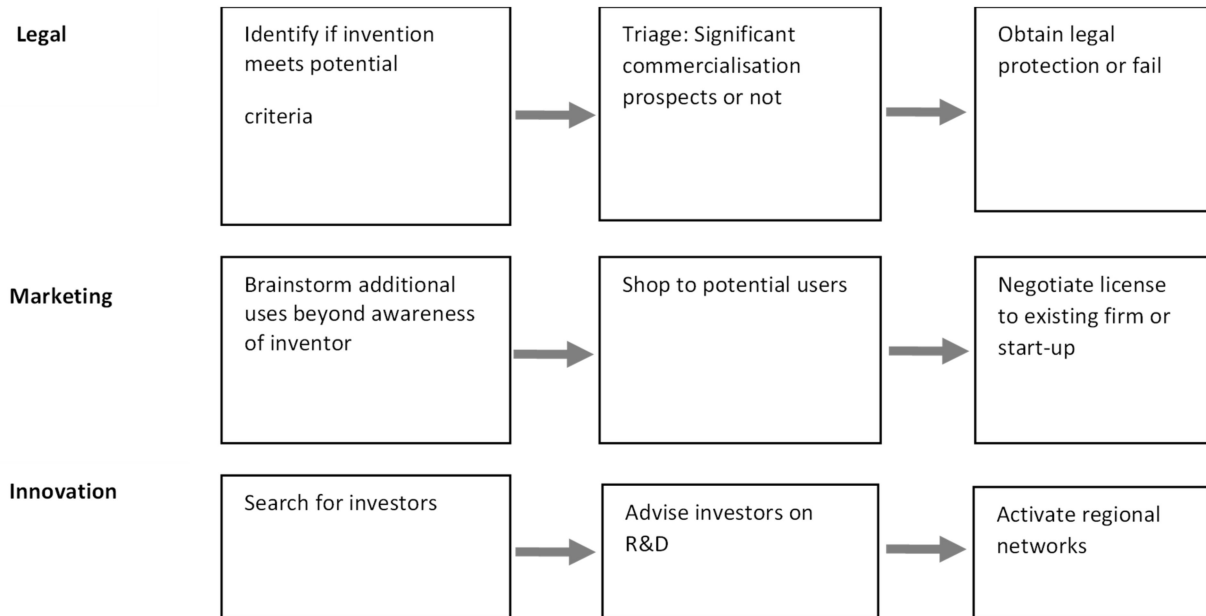 Legal
Identify if invention
meets potential
criteria
Triage: Significant
commercialisation
prospects or not
Obtain legal
protection or fail
Marketing
Brainstorm additional
uses beyond awareness
of inventor
Shop to potential users
Negotiate license
to existing firm or
start-up
Innovation
Search for investors
Advise investors on
R&D
Activate regional
networks